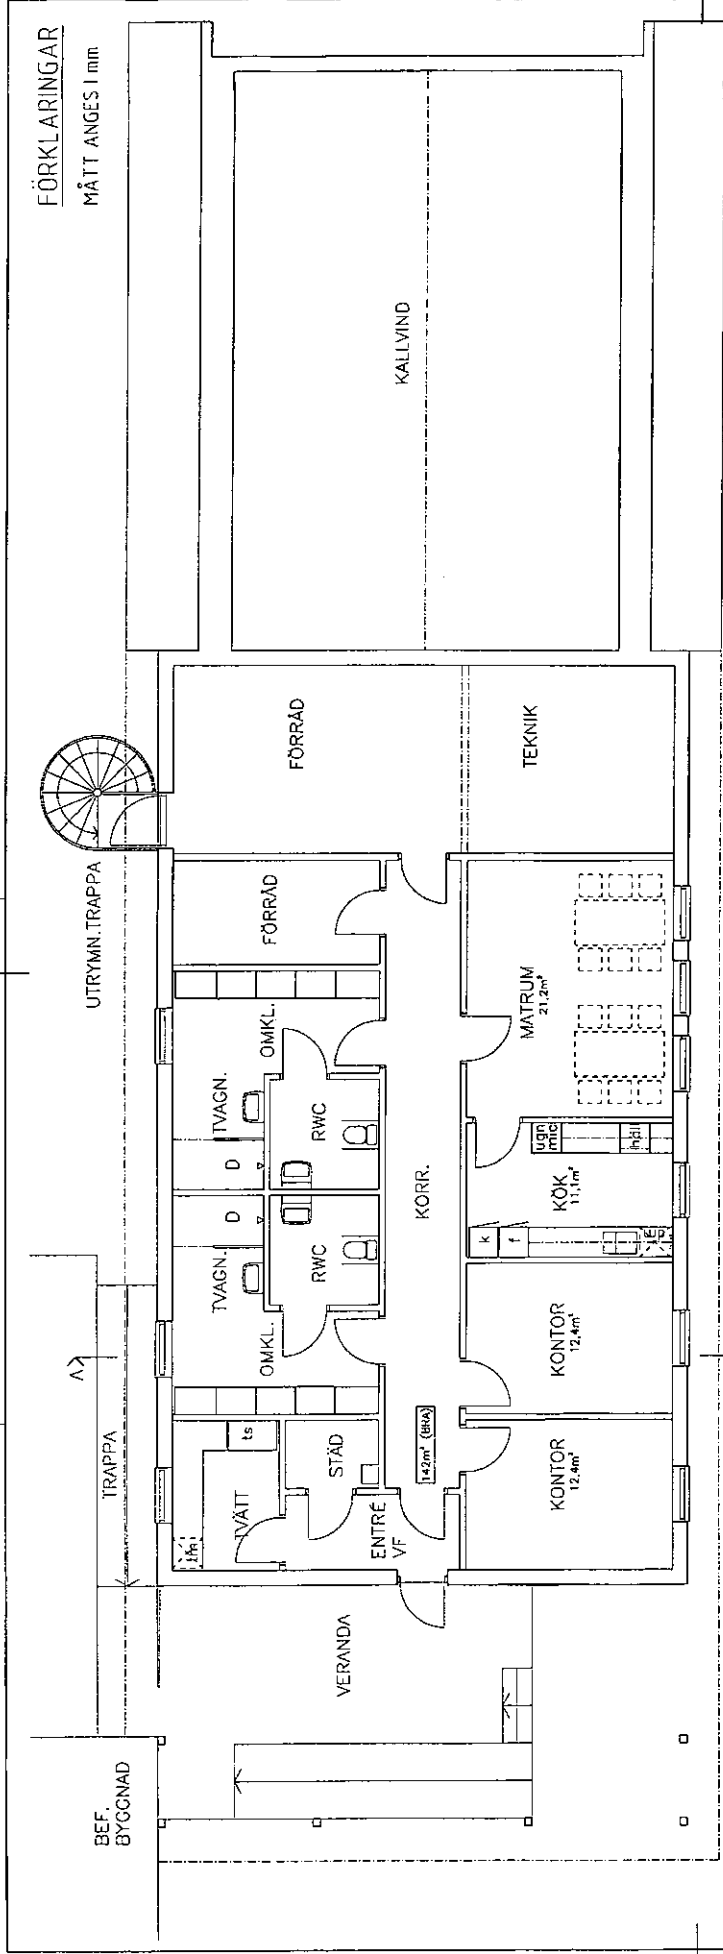 FÖRKLARINGAR
MÅTT ANGES I mm
BEF.
BYGGNAD
TRAPPA
A
UTRYMN.TRAPPA
VERANDA
TVÄTT
tm
ts
STÄD
ENTRÉ
VF
OMKL.
TVAGN.
D
RWC
D
TVAGN.
RWC
OMKL.
FÖRRÅD
FÖRRÅD
TEKNIK
KALLVIND
142m² (BRA)
KORR.
KONTOR
12,4m²
KONTOR
12,4m²
KÖK
11,1m²
k
f
ugn
mic
MATRUM
21,2m²